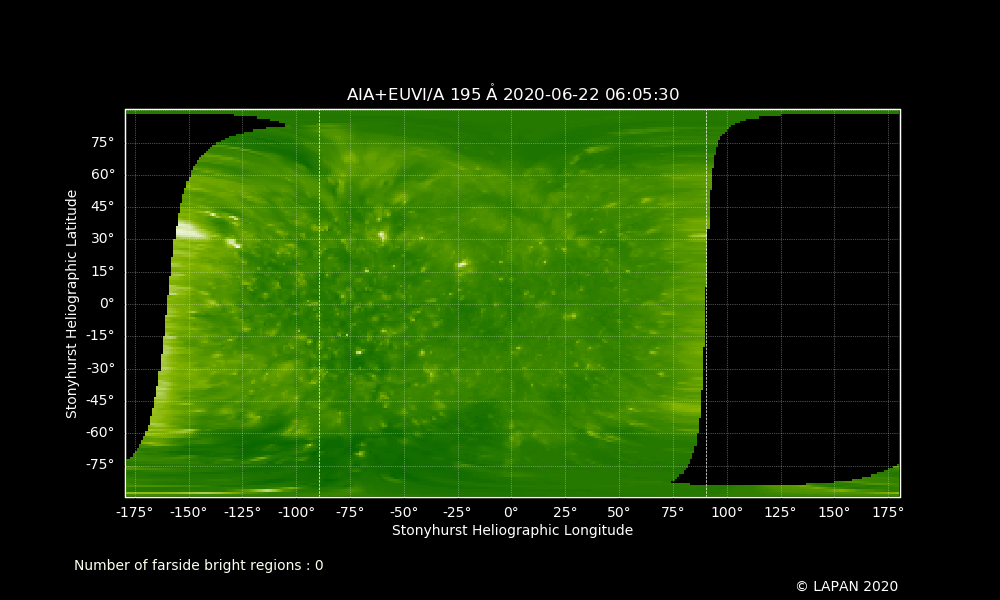 AIA+EUVI/A 195 Å 2020-06-22 06:05:30
Stonyhurst Heliographic Latitude
75°
60°
45°
30°
15°
0°
-15°
-30°
-45°
-60°
-75°
-175° -150° -125° -100° -75° -50° -25° 0° 25° 50° 75° 100° 125° 150° 175°
Stonyhurst Heliographic Longitude
Number of farside bright regions : 0
© LAPAN 2020